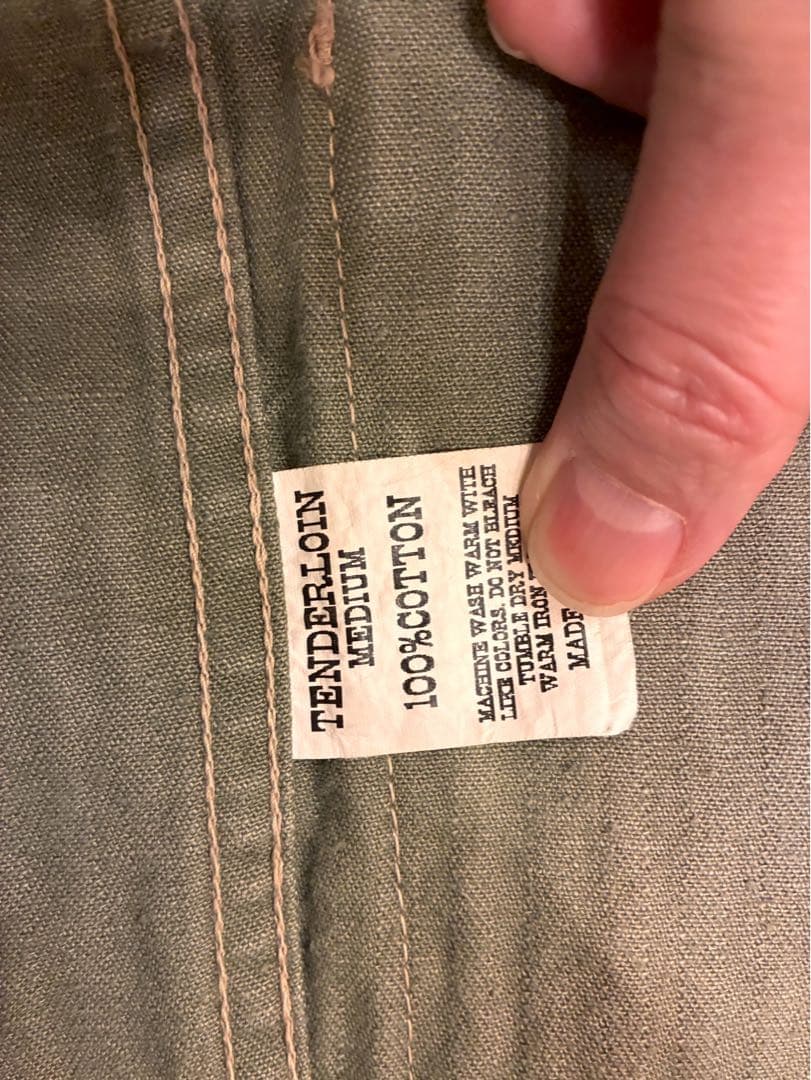 TENDERLOIN
MEDIUM
100%COTTON
MACHINE WASH WARM WITH
LIKE COLORS. DO NOT BLEACH
TUMBLE DRY MEDIUM
WARM IRON
MADE